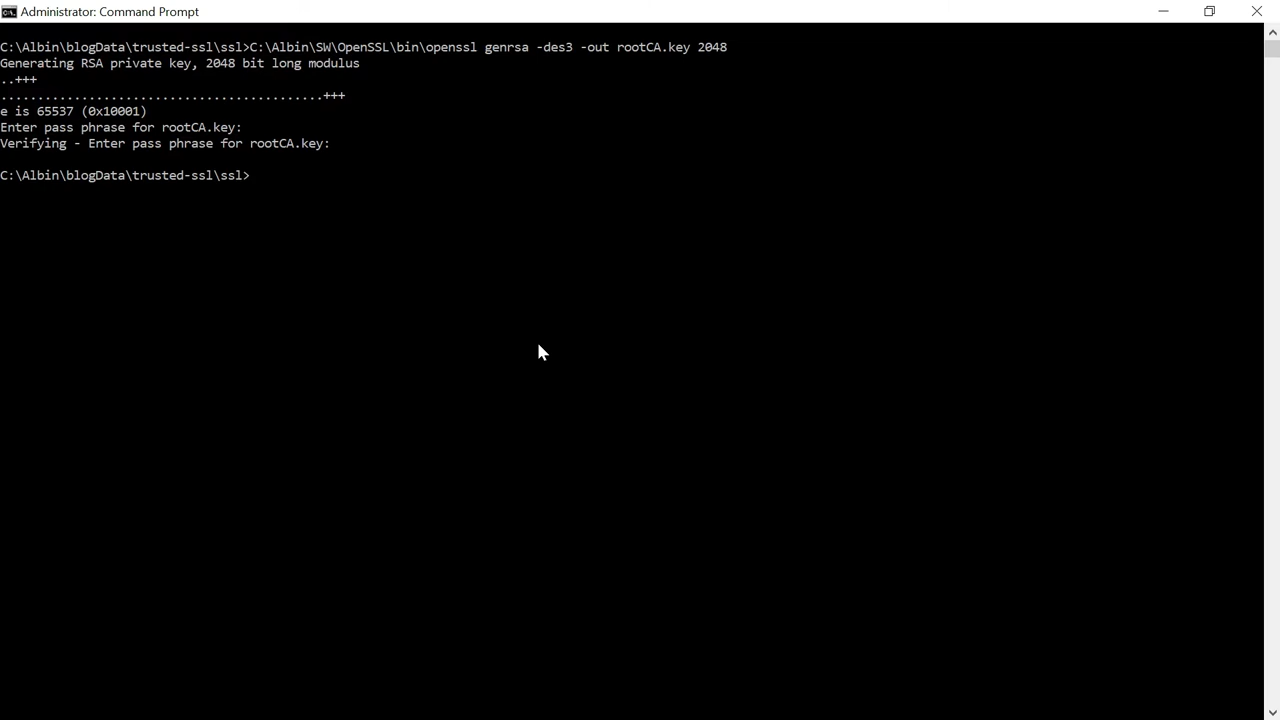 Administrator: Command Prompt
C:\Albin\blogData\trusted-ssl\ssl>C:\Albin\SW\OpenSSL\bin\openssl genrsa -des3 -out rootCA.key 2048
Generating RSA private key, 2048 bit long modulus
..+++
............................................+++
e is 65537 (0x10001)
Enter pass phrase for rootCA.key:
Verifying - Enter pass phrase for rootCA.key:
C:\Albin\blogData\trusted-ssl\ssl>